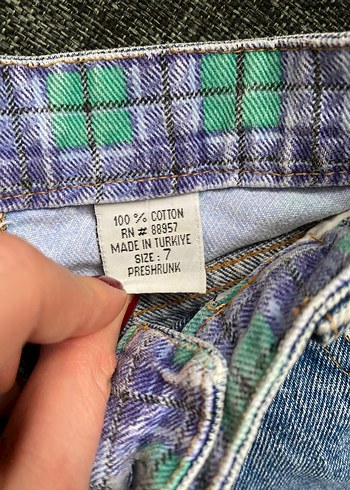 100 % COTTON
RN # 88957
MADE IN TURKIYE
SIZE : 7
PRESHRUNK